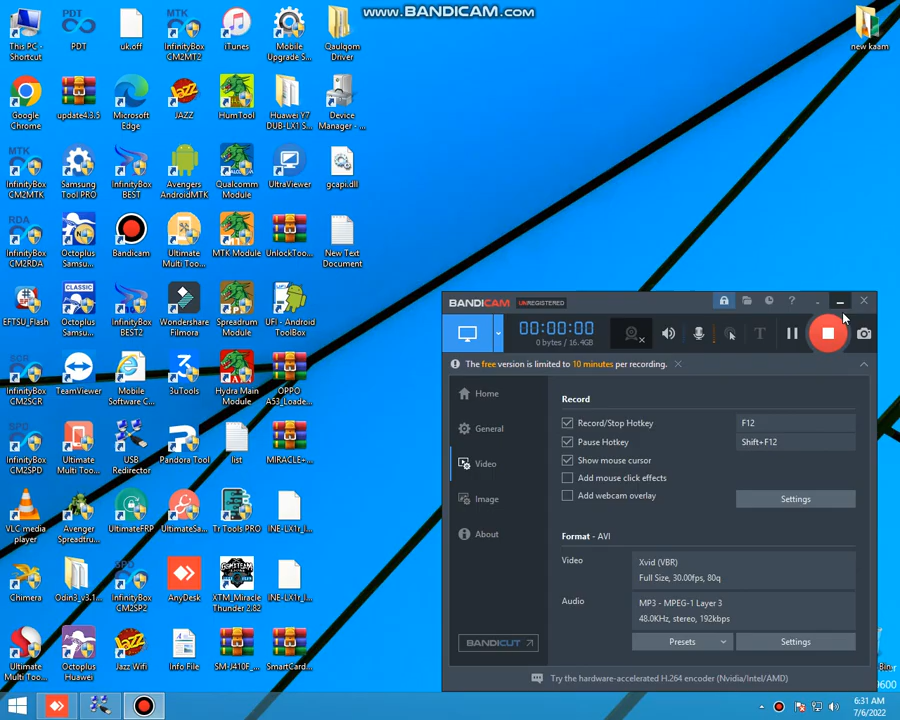 www.BANDICAM.com
This PC -
Shortcut
PDT
uk.off
InfinityBox
CM2MT2
iTunes
Mobile
Upgrade S...
Qaulqom
Driver
new kaam
Google
Chrome
update4.3.5
Microsoft
Edge
JAZZ
HumTool
Huawei Y7
DUB-LX1 S...
Device
Manager - ...
InfinityBox
CM2MTK
Samsung
Tool PRO
InfinityBox
BEST
Avengers
AndroidMTK
Qualcomm
Module
UltraViewer
gcapi.dll
InfinityBox
CM2RDA
Octoplus
Samsu...
Bandicam
Ultimate
Multi Too...
MTK Module
UnlockToo...
New Text
Document
EFTSU_Flash
Octoplus
Samsu...
InfinityBox
BEST2
Wondershare
Filmora
Spreadrum
Module
UFI - Android
ToolBox
InfinityBox
CM2SCR
TeamViewer
Mobile
Software C...
3uTools
Hydra Main
Module
OPPO
A53_Loade...
InfinityBox
CM2SPD
Ultimate
Multi Too...
USB
Redirector
Pandora Tool
list
MIRACLE+...
VLC media
player
Avenger
Spreadtru...
UltimateFRP
UltimateSa...
Tr Tools PRO
INE-LX1r_I...
Chimera
Odin3_v3.1...
InfinityBox
CM2SP2
AnyDesk
XTM_Miracle
Thunder 2.82
INE-LX1r_I...
Ultimate
Multi Tool...
Octoplus
Huawei
Jazz Wifi
Info File
SM-J410F_...
SmartCard...
BANDICAM UNREGISTERED
00:00:00
0 bytes / 16.4GB
The free version is limited to 10 minutes per recording.
Home
General
Video
Image
About
BANDICUT
Record
Record/Stop Hotkey
F12
Pause Hotkey
Shift+F12
Show mouse cursor
Add mouse click effects
Add webcam overlay
Settings
Format - AVI
Video
Xvid (VBR)
Full Size, 30.00fps, 80q
Audio
MP3 - MPEG-1 Layer 3
48.0KHz, stereo, 192kbps
Presets
Settings
Try the hardware-accelerated H.264 encoder (Nvidia/Intel/AMD)
9600
6:31 AM
7/6/2022